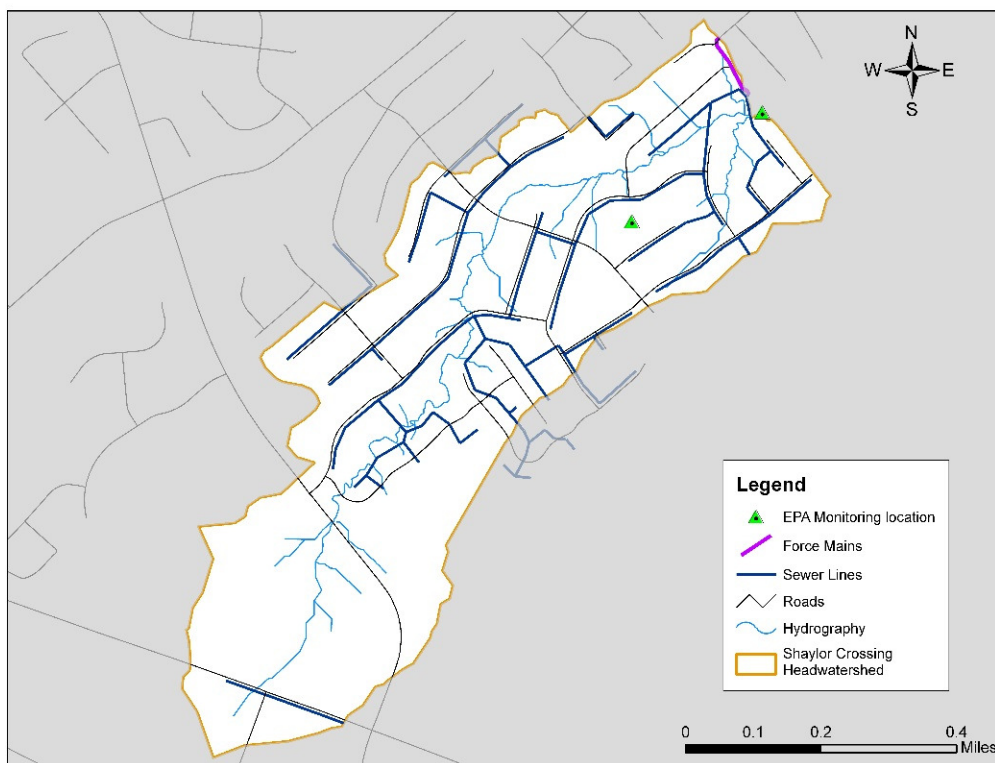 N
W E
S
Legend
EPA Monitoring location
Force Mains
Sewer Lines
Roads
Hydrography
Shaylor Crossing
Headwatershed
0 0.1 0.2 0.4
Miles